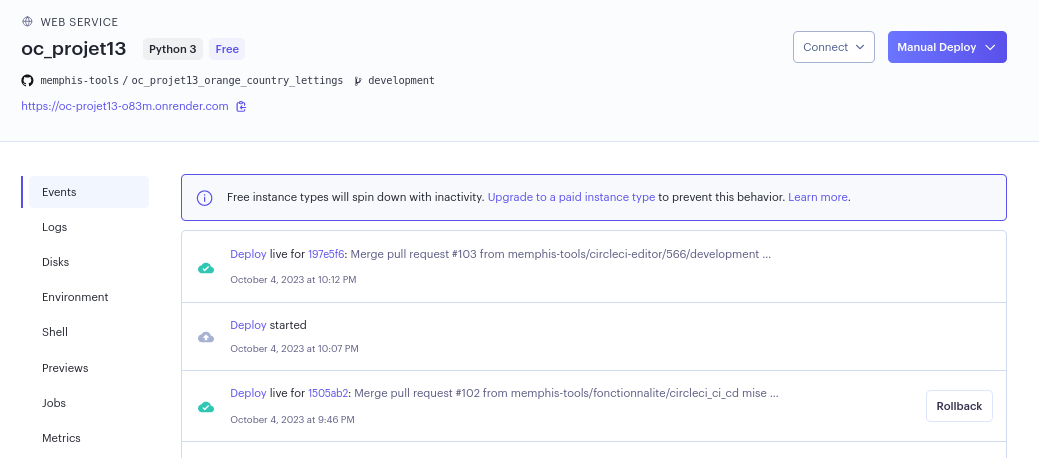 WEB SERVICE
oc_projet13 Python 3 Free
Connect
Manual Deploy
memphis-tools / oc_projet13_orange_country_lettings development
https://oc-projet13-o83m.onrender.com
Events
Logs
Disks
Environment
Shell
Previews
Jobs
Metrics
Free instance types will spin down with inactivity. Upgrade to a paid instance type to prevent this behavior. Learn more.
Deploy live for 197e5f6: Merge pull request #103 from memphis-tools/circleci-editor/566/development ...
October 4, 2023 at 10:12 PM
Deploy started
October 4, 2023 at 10:07 PM
Deploy live for 1505ab2: Merge pull request #102 from memphis-tools/fonctionnalite/circleci_ci_cd mise ...
October 4, 2023 at 9:46 PM
Rollback